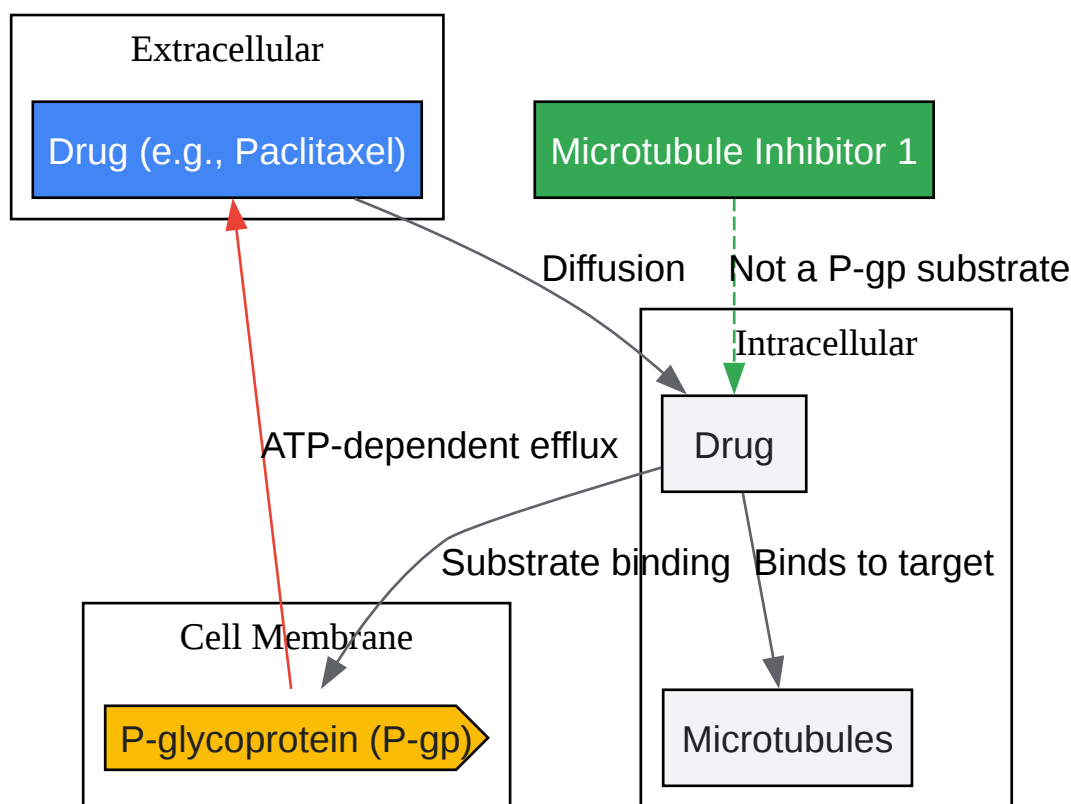 Extracellular
Drug (e.g., Paclitaxel)
Microtubule Inhibitor 1
Diffusion
Not a P-gp substrate
Intracellular
Drug
ATP-dependent efflux
Substrate binding
Binds to target
Cell Membrane
P-glycoprotein (P-gp)
Microtubules